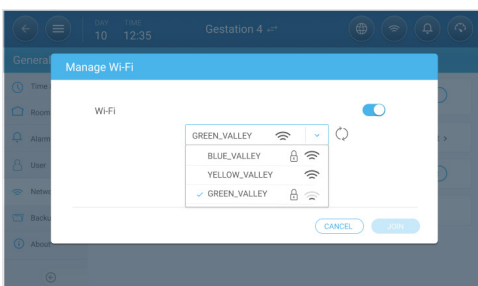 DAY TIME
10 12:35 Gestation 4
General
Manage Wi-Fi
Time
Room
Wi-Fi
Alarm
GREEN_VALLEY
BLUE_VALLEY
User
YELLOW_VALLEY
Netwo
GREEN_VALLEY
Backu
CANCEL JOIN
About